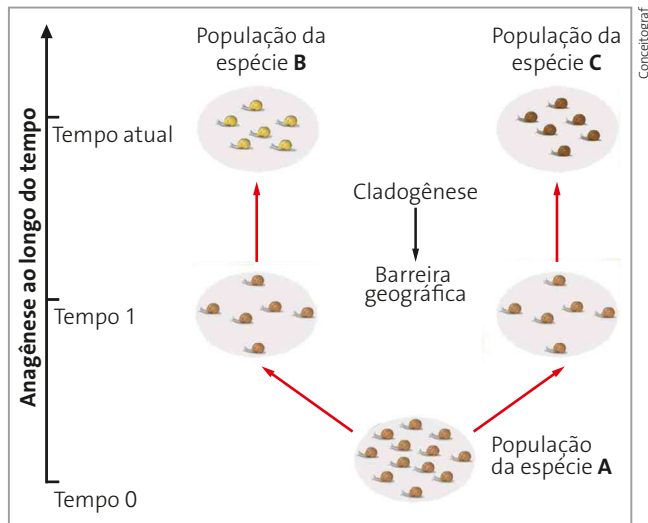 População da
espécie B
População da
espécie C
Conceitograf
Tempo atual
Cladogênese
Barreira
geográfica
Tempo 1
População
da espécie A
Tempo 0
Anagênese ao longo do tempo